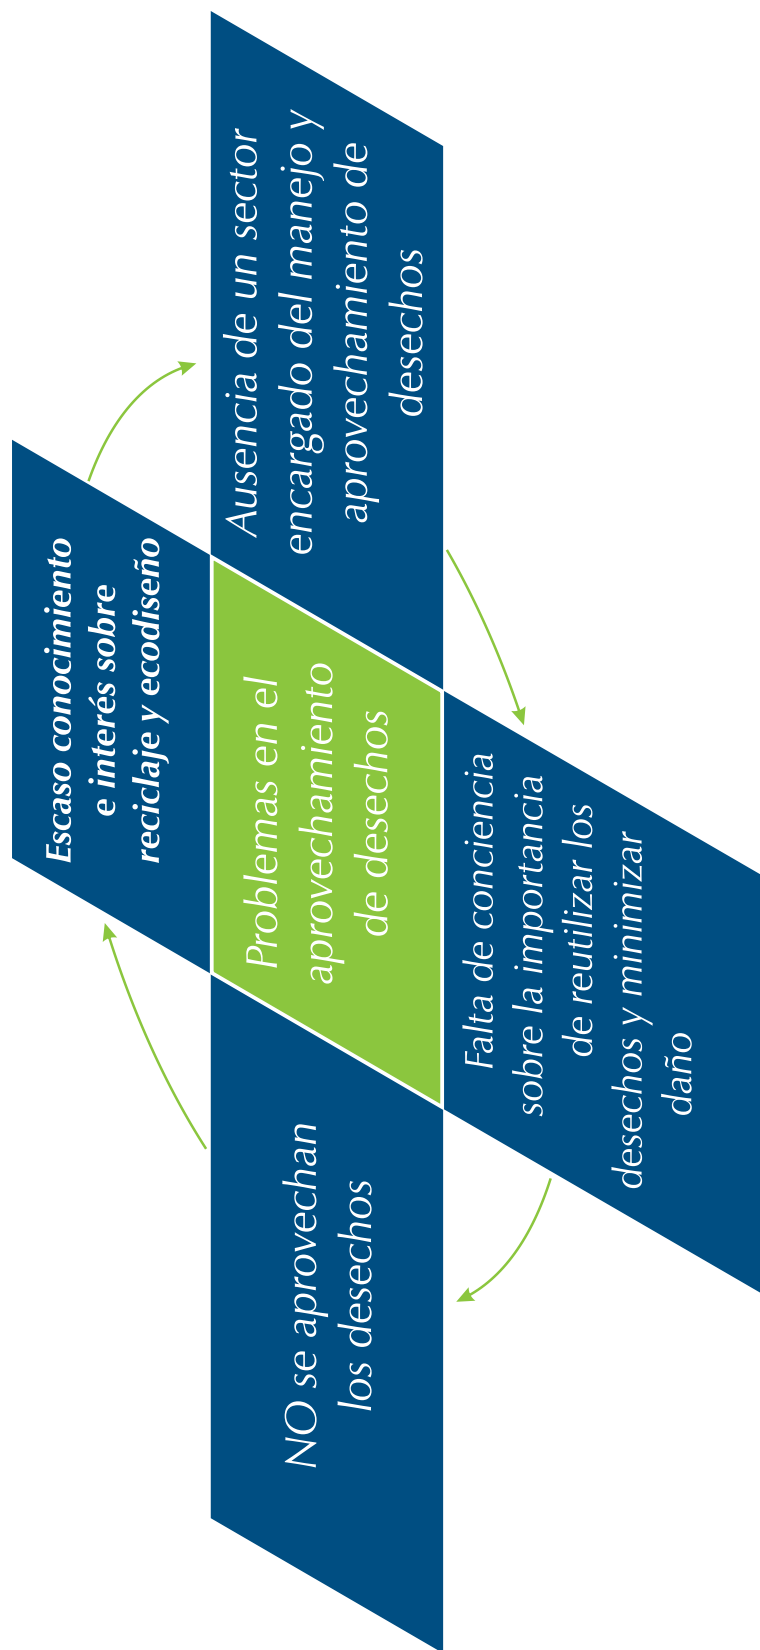 Escaso conocimiento
e interés sobre
reciclaje y ecodiseño
NO se aprovechan
los desechos
Problemas en el
aprovechamiento
de desechos
Ausencia de un sector
encargado del manejo y
aprovechamiento de
desechos
Falta de conciencia
sobre la importancia
de reutilizar los
desechos y minimizar
daño